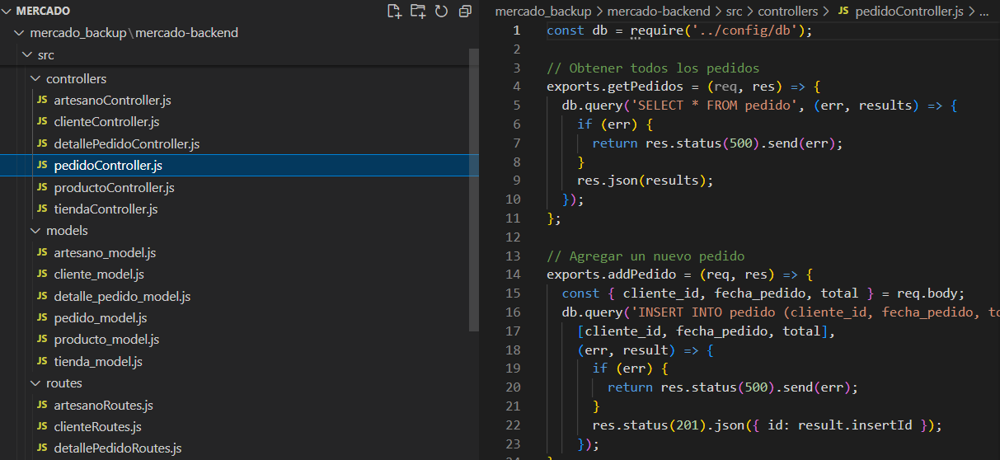 MERCADO
mercado_backup\mercado-backend
src
controllers
JS artesanoController.js
JS clienteController.js
JS detallePedidoController.js
JS pedidoController.js
JS productoController.js
JS tiendaController.js
models
JS artesano_model.js
JS cliente_model.js
JS detalle_pedido_model.js
JS pedido_model.js
JS producto_model.js
JS tienda_model.js
routes
JS artesanoRoutes.js
JS clienteRoutes.js
JS detallePedidoRoutes.js
mercado_backup > mercado-backend > src > controllers > JS pedidoController.js > ...
1 const db = require('../config/db');
2
3 // Obtener todos los pedidos
4 exports.getPedidos = (req, res) => {
5 db.query('SELECT * FROM pedido', (err, results) => {
6 if (err) {
7 return res.status(500).send(err);
8 }
9 res.json(results);
10 });
11 };
12
13 // Agregar un nuevo pedido
14 exports.addPedido = (req, res) => {
15 const { cliente_id, fecha_pedido, total } = req.body;
16 db.query('INSERT INTO pedido (cliente_id, fecha_pedido, to
17 [cliente_id, fecha_pedido, total],
18 (err, result) => {
19 if (err) {
20 return res.status(500).send(err);
21 }
22 res.status(201).json({ id: result.insertId });
23 });